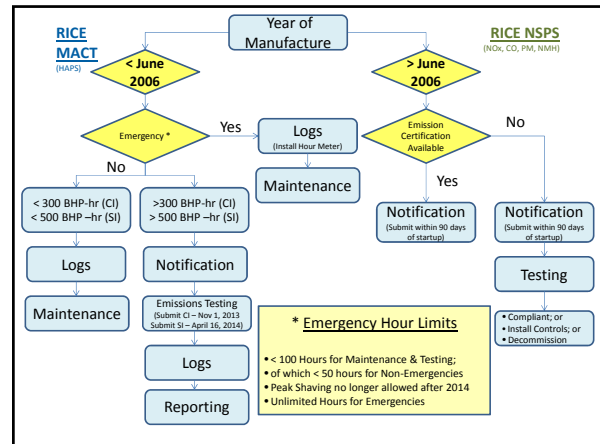 RICE
MACT
(HAPS)
Year of
Manufacture
RICE NSPS
(NOx, CO, PM, NMH)
< June
2006
> June
2006
Emergency *
Yes
No
Logs
(Install Hour Meter)
Maintenance
Emission
Certification
Available
No
Yes
< 300 BHP-hr (CI)
< 500 BHP –hr (SI)
>300 BHP-hr (CI)
> 500 BHP –hr (SI)
Notification
(Submit within 90 days
of startup)
Notification
(Submit within 90 days
of startup)
Logs
Notification
Testing
Maintenance
Emissions Testing
(Submit CI – Nov 1, 2013
Submit SI – April 16, 2014)
• Compliant; or
• Install Controls; or
• Decommission
Logs
Reporting
* Emergency Hour Limits
• < 100 Hours for Maintenance & Testing;
• of which < 50 hours for Non-Emergencies
• Peak Shaving no longer allowed after 2014
• Unlimited Hours for Emergencies